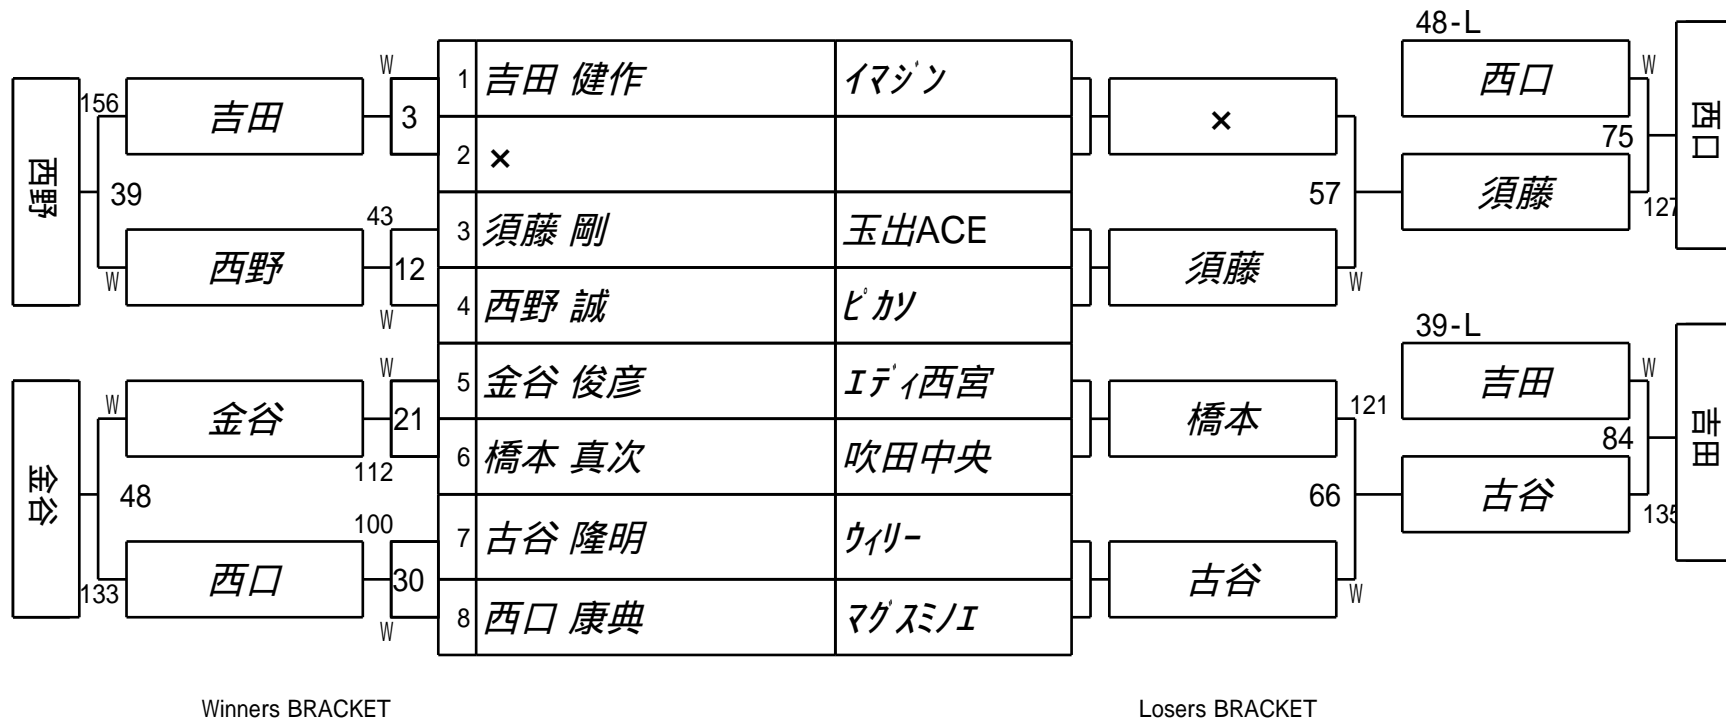 48-L
W
W
1 吉田 健作 イマジン
西口
W
156
吉田
3
×
西口
75
2 ×
西野
39
57
須藤
127
43
3 須藤 剛 玉出ACE
西野
12
須藤
W
W
4 西野 誠 ピカソ
W
39-L
W
5 金谷 俊彦 エディ西宮
吉田
W
W
金谷
21
橋本
121
吉田
84
112
6 橋本 真次 吹田中央
金谷
48
66
古谷
135
100
7 古谷 隆明 ウィリー
133
西口
30
古谷
W
W
8 西口 康典 マグスミノエ
Winners BRACKET
Losers BRACKET